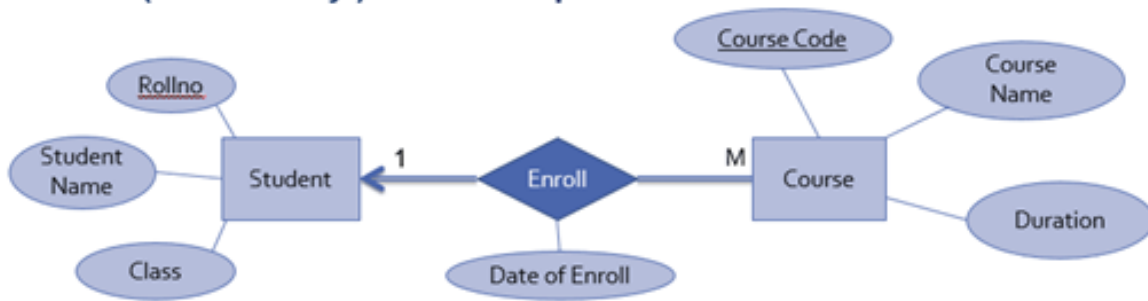 Course Code
Rollno
Course
Name
Student
Name
Student
1
Enroll
M
Course
Duration
Class
Date of Enroll